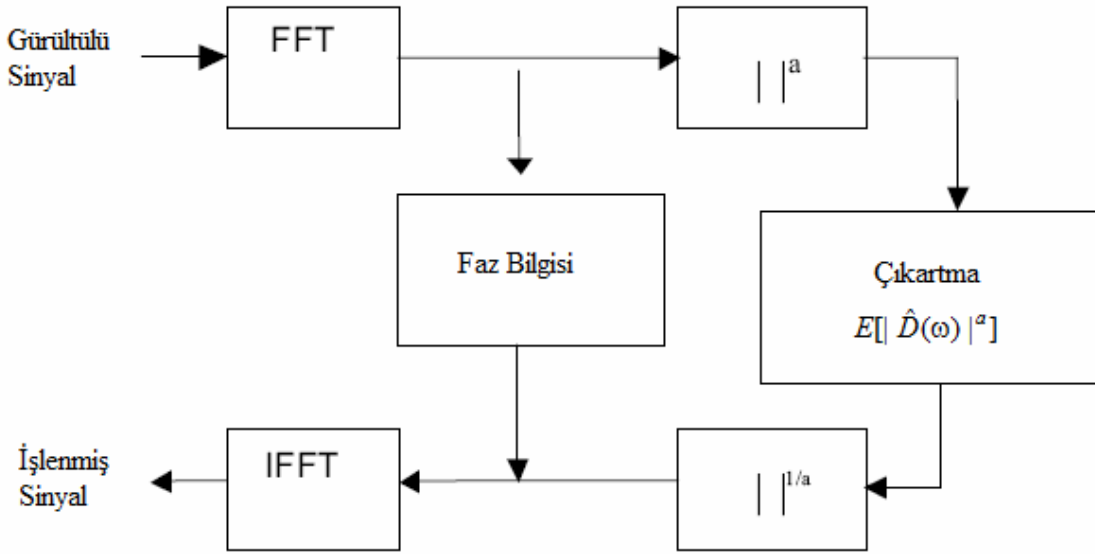 Gürültülü
Sinyal
FFT
| |^a
Faz Bilgisi
Çıkartma
E[| D̂(ω) |^a]
İşlenmiş
Sinyal
IFFT
| |^1/a